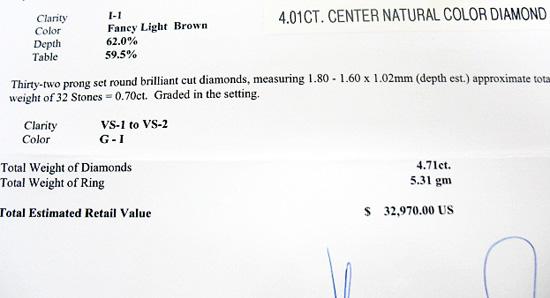 Clarity I-1
4.01CT. CENTER NATURAL COLOR DIAMOND
Color Fancy Light Brown
Depth 62.0%
Table 59.5%
Thirty-two prong set round brilliant cut diamonds, measuring 1.80 - 1.60 x 1.02mm (depth est.) approximate tota
weight of 32 Stones = 0.70ct. Graded in the setting.
Clarity VS-1 to VS-2
Color G - I
Total Weight of Diamonds 4.71ct.
Total Weight of Ring 5.31 gm
Total Estimated Retail Value $ 32,970.00 US